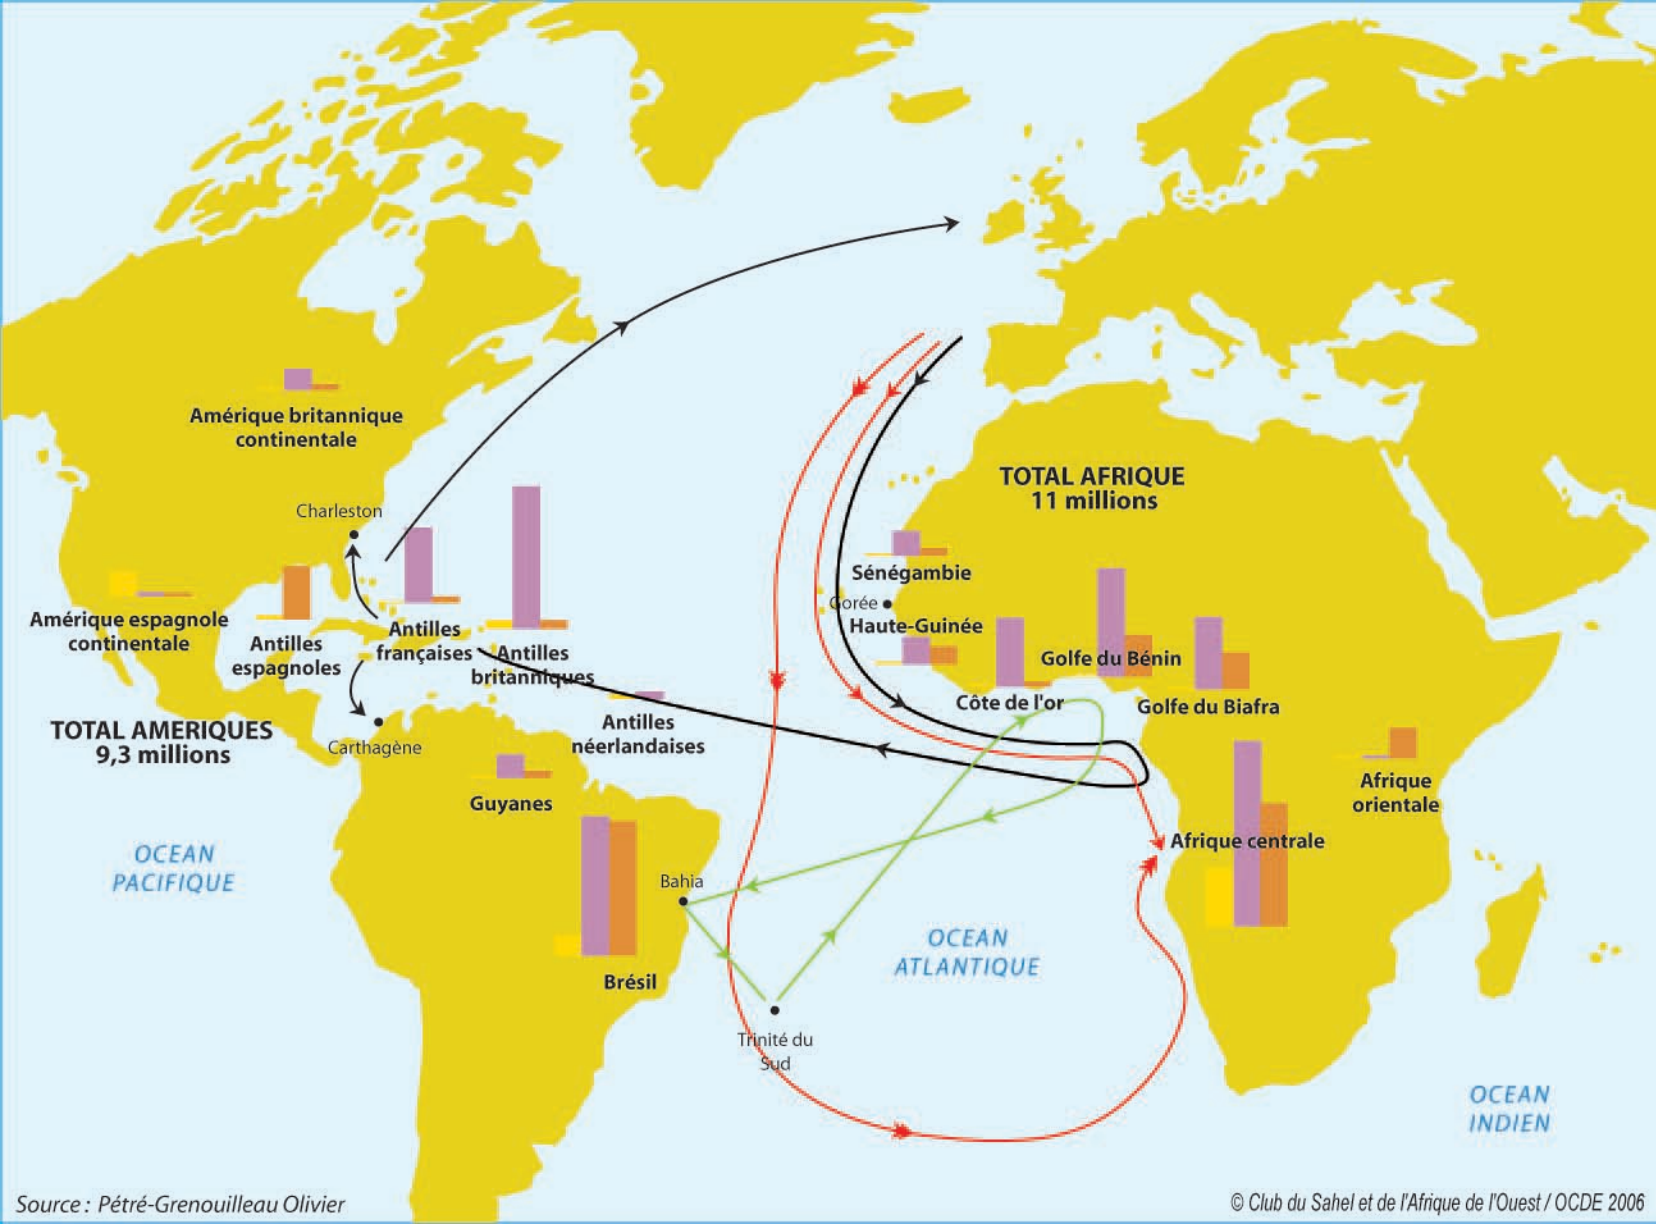 Amérique britannique
continentale
TOTAL AFRIQUE
11 millions
Charleston
Sénégambie
Gorée
Amérique espagnole
continentale
Antilles
espagnoles
Antilles
françaises
Antilles
britanniques
Haute-Guinée
Golfe du Bénin
Côte de l'or
Golfe du Biafra
TOTAL AMERIQUES
9,3 millions
Carthagène
Antilles
néerlandaises
Guyanes
Afrique
orientale
Afrique centrale
OCEAN
PACIFIQUE
Bahia
OCEAN
ATLANTIQUE
Brésil
Trinité du
Sud
OCEAN
INDIEN
Source : Pétré-Grenouilleau Olivier
© Club du Sahel et de l'Afrique de l'Ouest / OCDE 2006